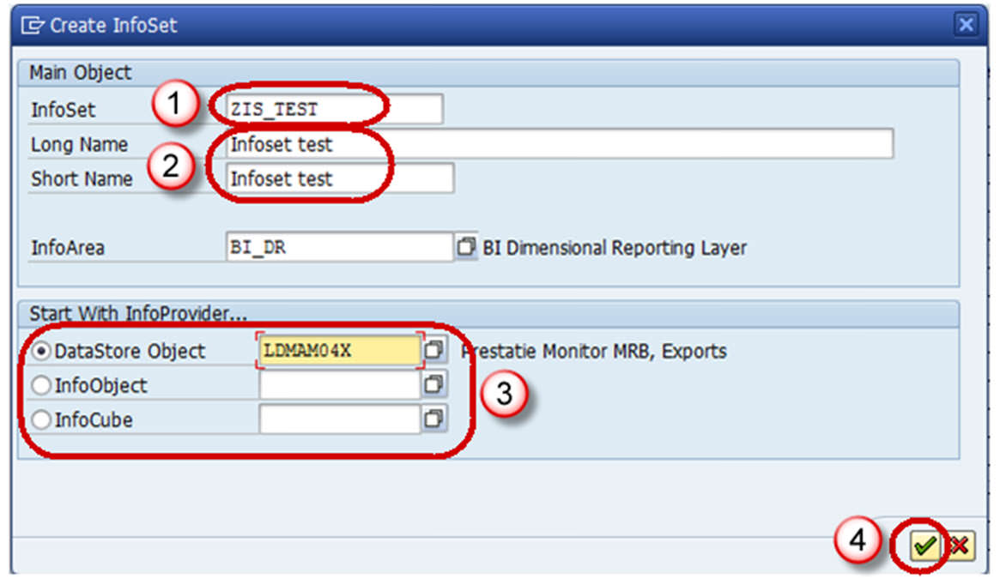 Create InfoSet
Main Object
InfoSet 1 ZIS_TEST
Long Name Infoset test
2
Short Name Infoset test
InfoArea BI_DR BI Dimensional Reporting Layer
Start With InfoProvider...
DataStore Object LDMAM04X Prestatie Monitor MRB, Exports
InfoObject 3
InfoCube
4